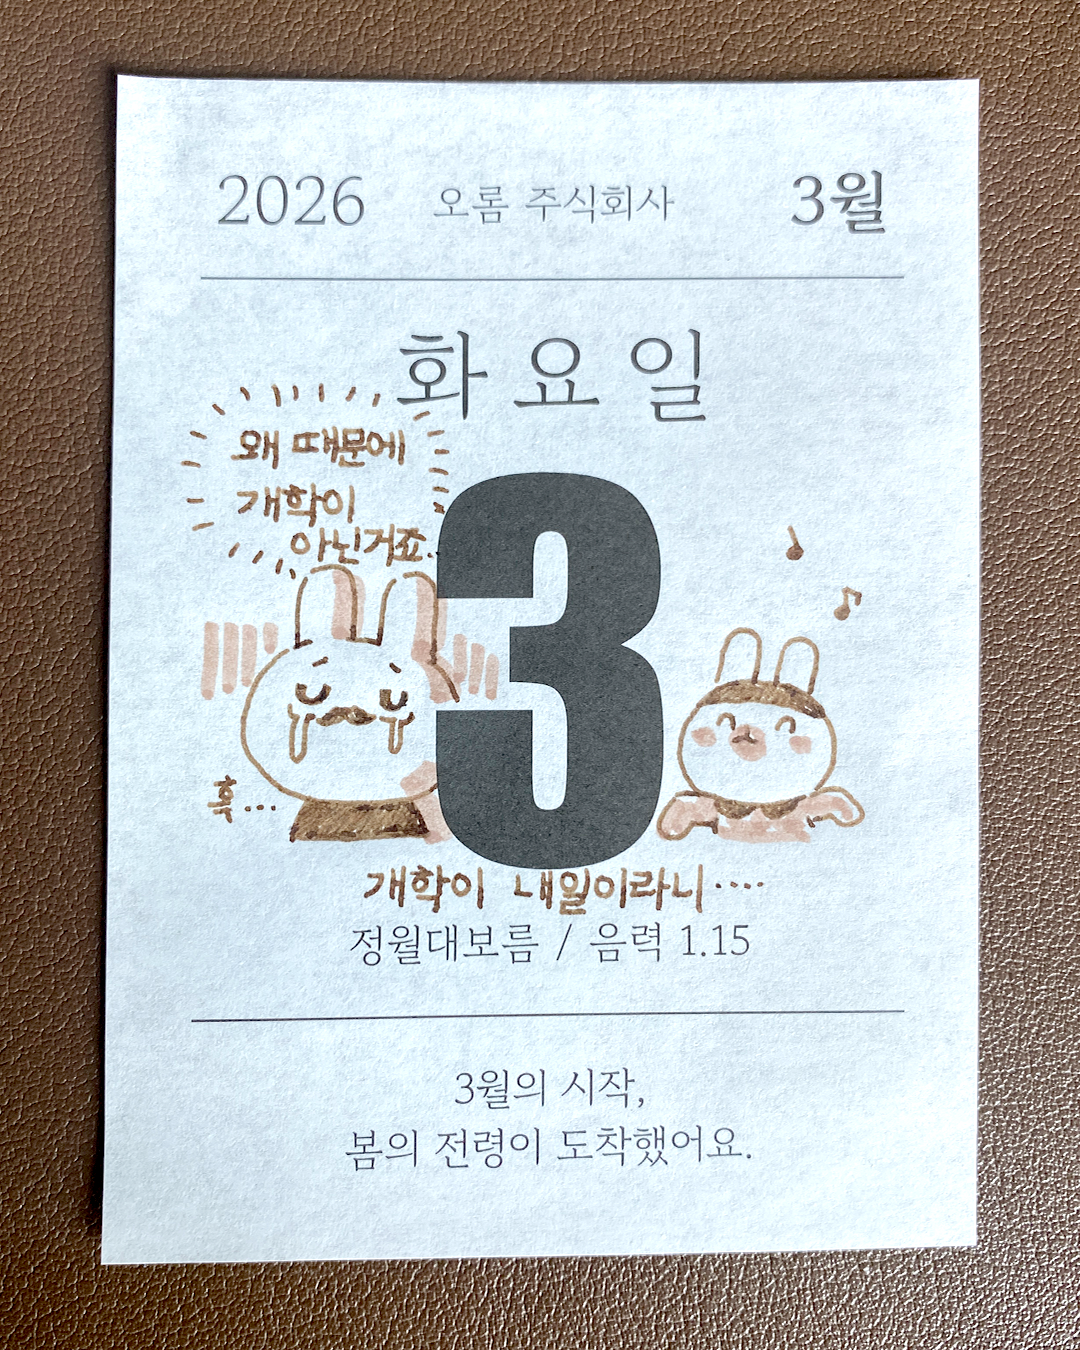 2026 오롬 주식회사 3월
화요일
왜 때문에
개학이
아닌거죠..
3
흑...
개학이 내일이라니....
정월대보름 / 음력 1.15
3월의 시작,
봄의 전령이 도착했어요.